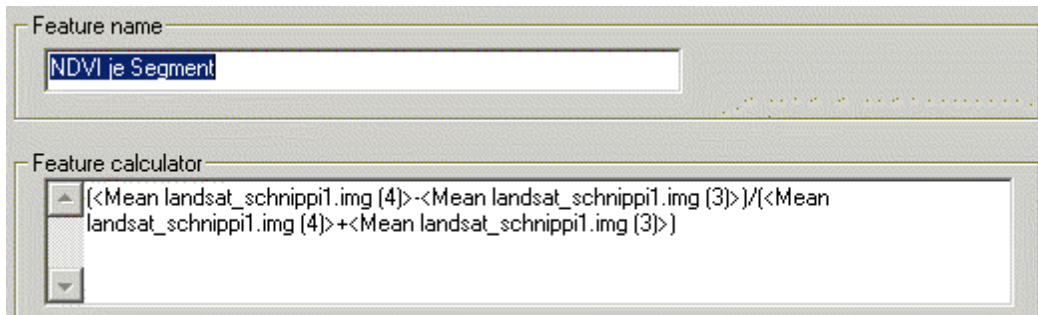 Feature name
NDVI je Segment
Feature calculator
(<Mean landsat_schnippi1.img (4)>-<Mean landsat_schnippi1.img (3)>)/(<Mean
landsat_schnippi1.img (4)>+<Mean landsat_schnippi1.img (3)>)